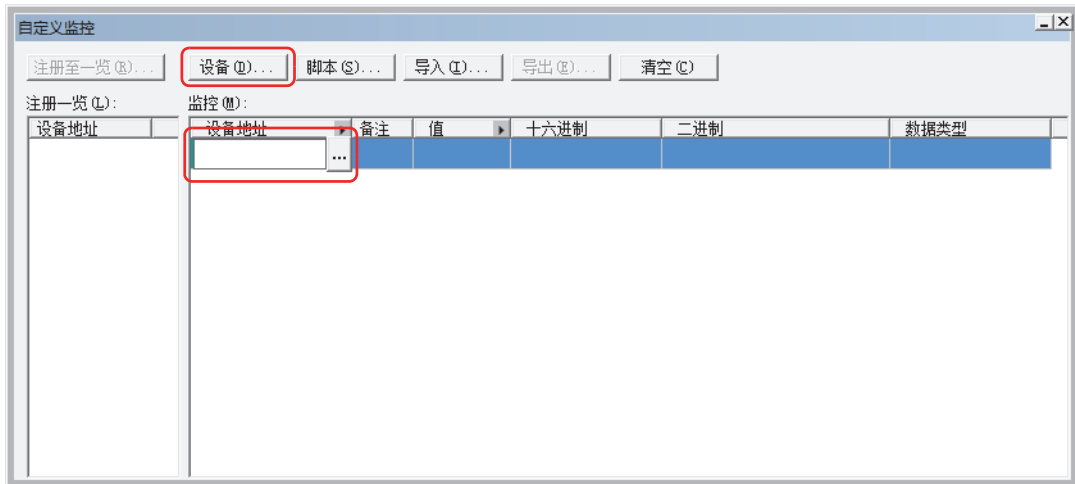 自定义监控
注册至一览(R)... 设备(D)... 脚本(S)... 导入(I)... 导出(E)... 清空(C)
注册一览(L): 监控(M):
设备地址 设备地址 备注 值 十六进制 二进制 数据类型
...